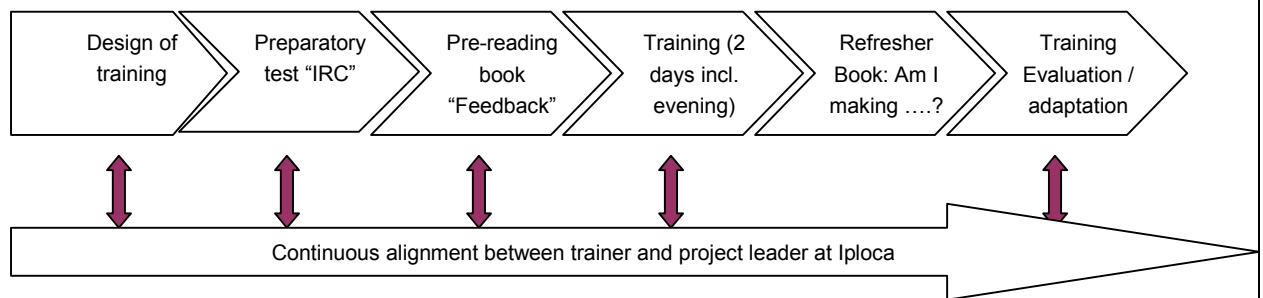 Design of
training
Preparatory
test “IRC”
Pre-reading
book
“Feedback”
Training (2
days incl.
evening)
Refresher
Book: Am I
making ….?
Training
Evaluation /
adaptation
Continuous alignment between trainer and project leader at Iploca